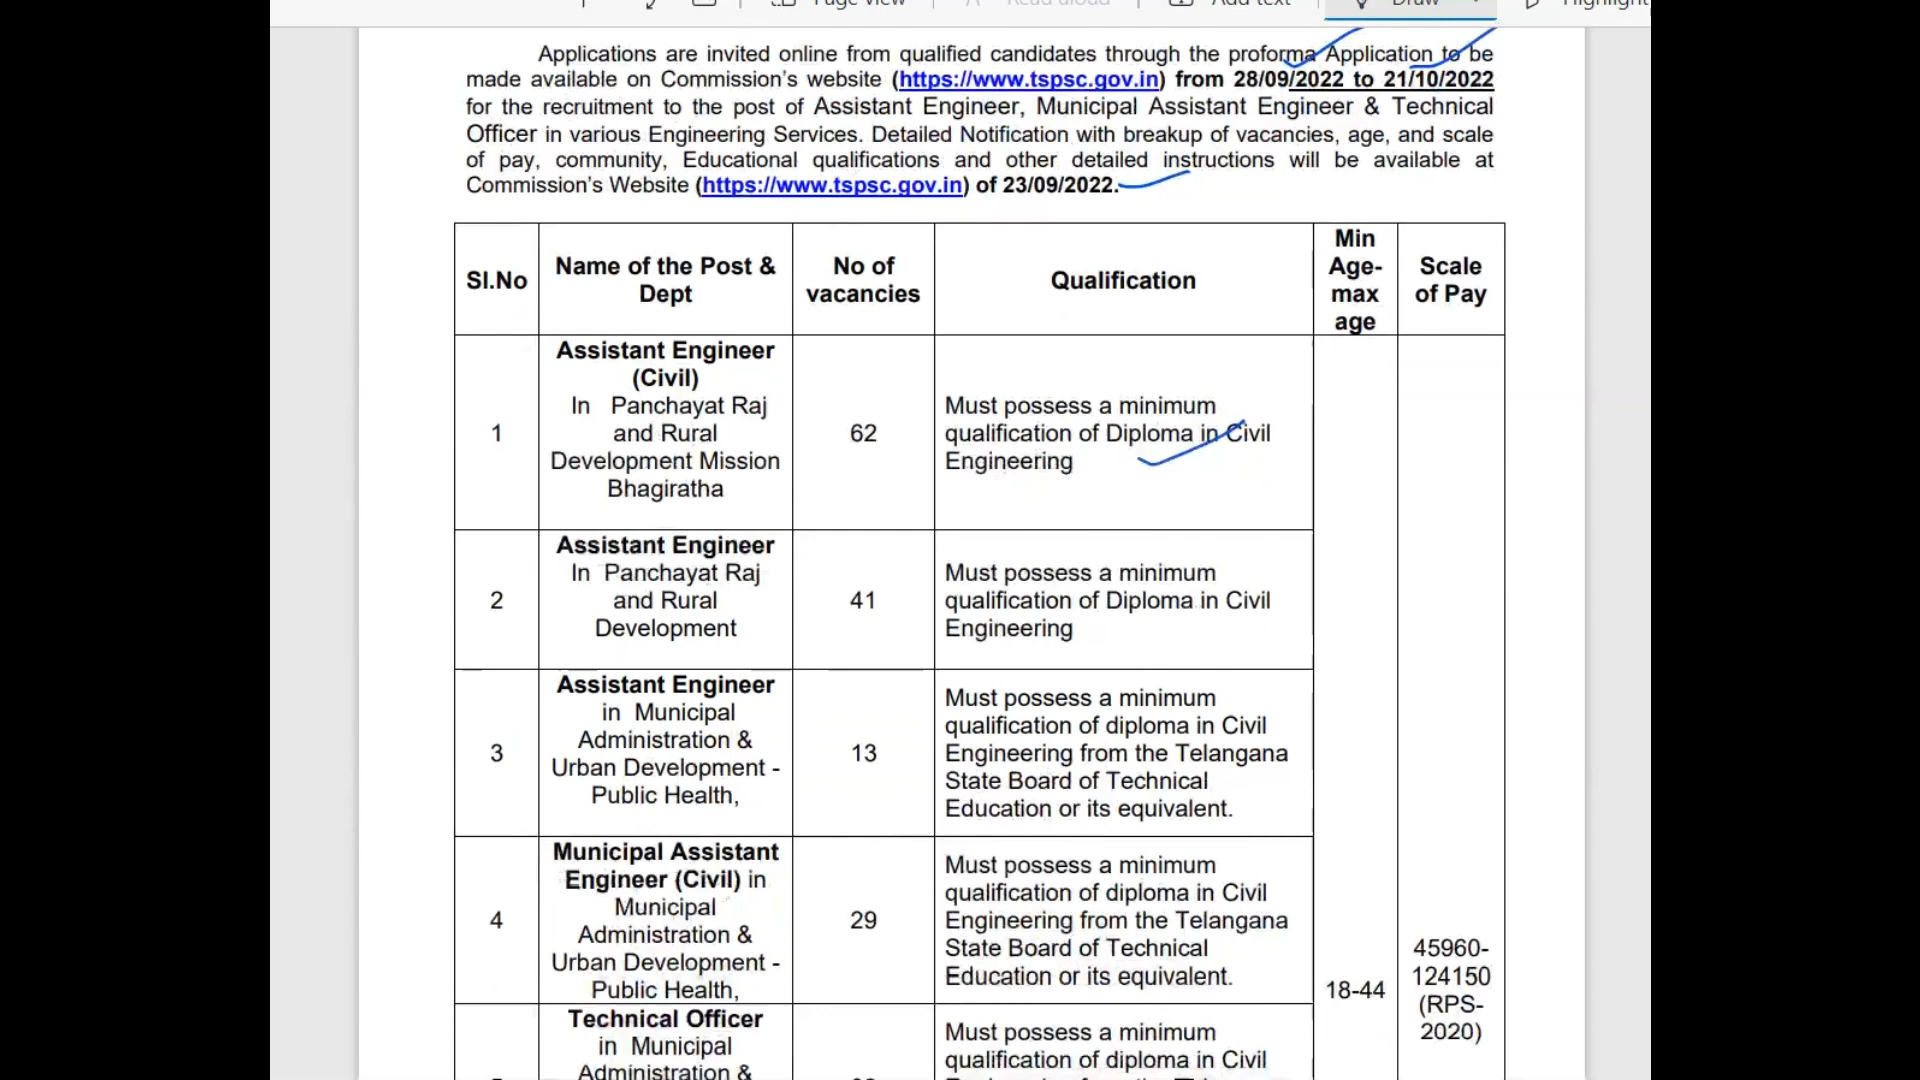 Page view
Read aloud
Add text
Draw
Highlight
Applications are invited online from qualified candidates through the proforma Application to be
made available on Commission’s website (https://www.tspsc.gov.in) from 28/09/2022 to 21/10/2022
for the recruitment to the post of Assistant Engineer, Municipal Assistant Engineer & Technical
Officer in various Engineering Services. Detailed Notification with breakup of vacancies, age, and scale
of pay, community, Educational qualifications and other detailed instructions will be available at
Commission’s Website (https://www.tspsc.gov.in) of 23/09/2022.
Sl.No
Name of the Post &
Dept
No of
vacancies
Qualification
Min
Age-
max
age
Scale
of Pay
1
Assistant Engineer
(Civil)
In Panchayat Raj
and Rural
Development Mission
Bhagiratha
62
Must possess a minimum
qualification of Diploma in Civil
Engineering
2
Assistant Engineer
In Panchayat Raj
and Rural
Development
41
Must possess a minimum
qualification of Diploma in Civil
Engineering
3
Assistant Engineer
in Municipal
Administration &
Urban Development -
Public Health,
13
Must possess a minimum
qualification of diploma in Civil
Engineering from the Telangana
State Board of Technical
Education or its equivalent.
4
Municipal Assistant
Engineer (Civil) in
Municipal
Administration &
Urban Development -
Public Health,
29
Must possess a minimum
qualification of diploma in Civil
Engineering from the Telangana
State Board of Technical
Education or its equivalent.
18-44
45960-
124150
(RPS-
2020)
Technical Officer
in Municipal
Administration &
Must possess a minimum
qualification of diploma in Civil